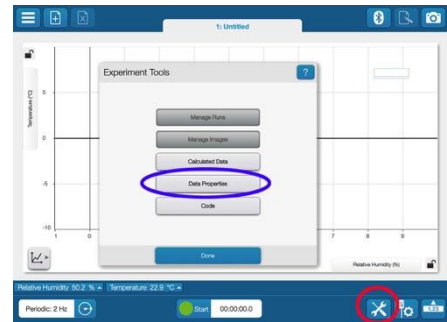 1: Untitled
Experiment Tools
?
Temperature (°C)
5
0
-5
-10
Manage Runs
Manage Images
Calculated Data
Data Properties
Code
Done
1
0
7
8
9
Relative Humidity (%)
Relative Humidity 50.2 % Temperature 22.9 °C
Periodic: 2 Hz
Start 00:00:00.0
1.23